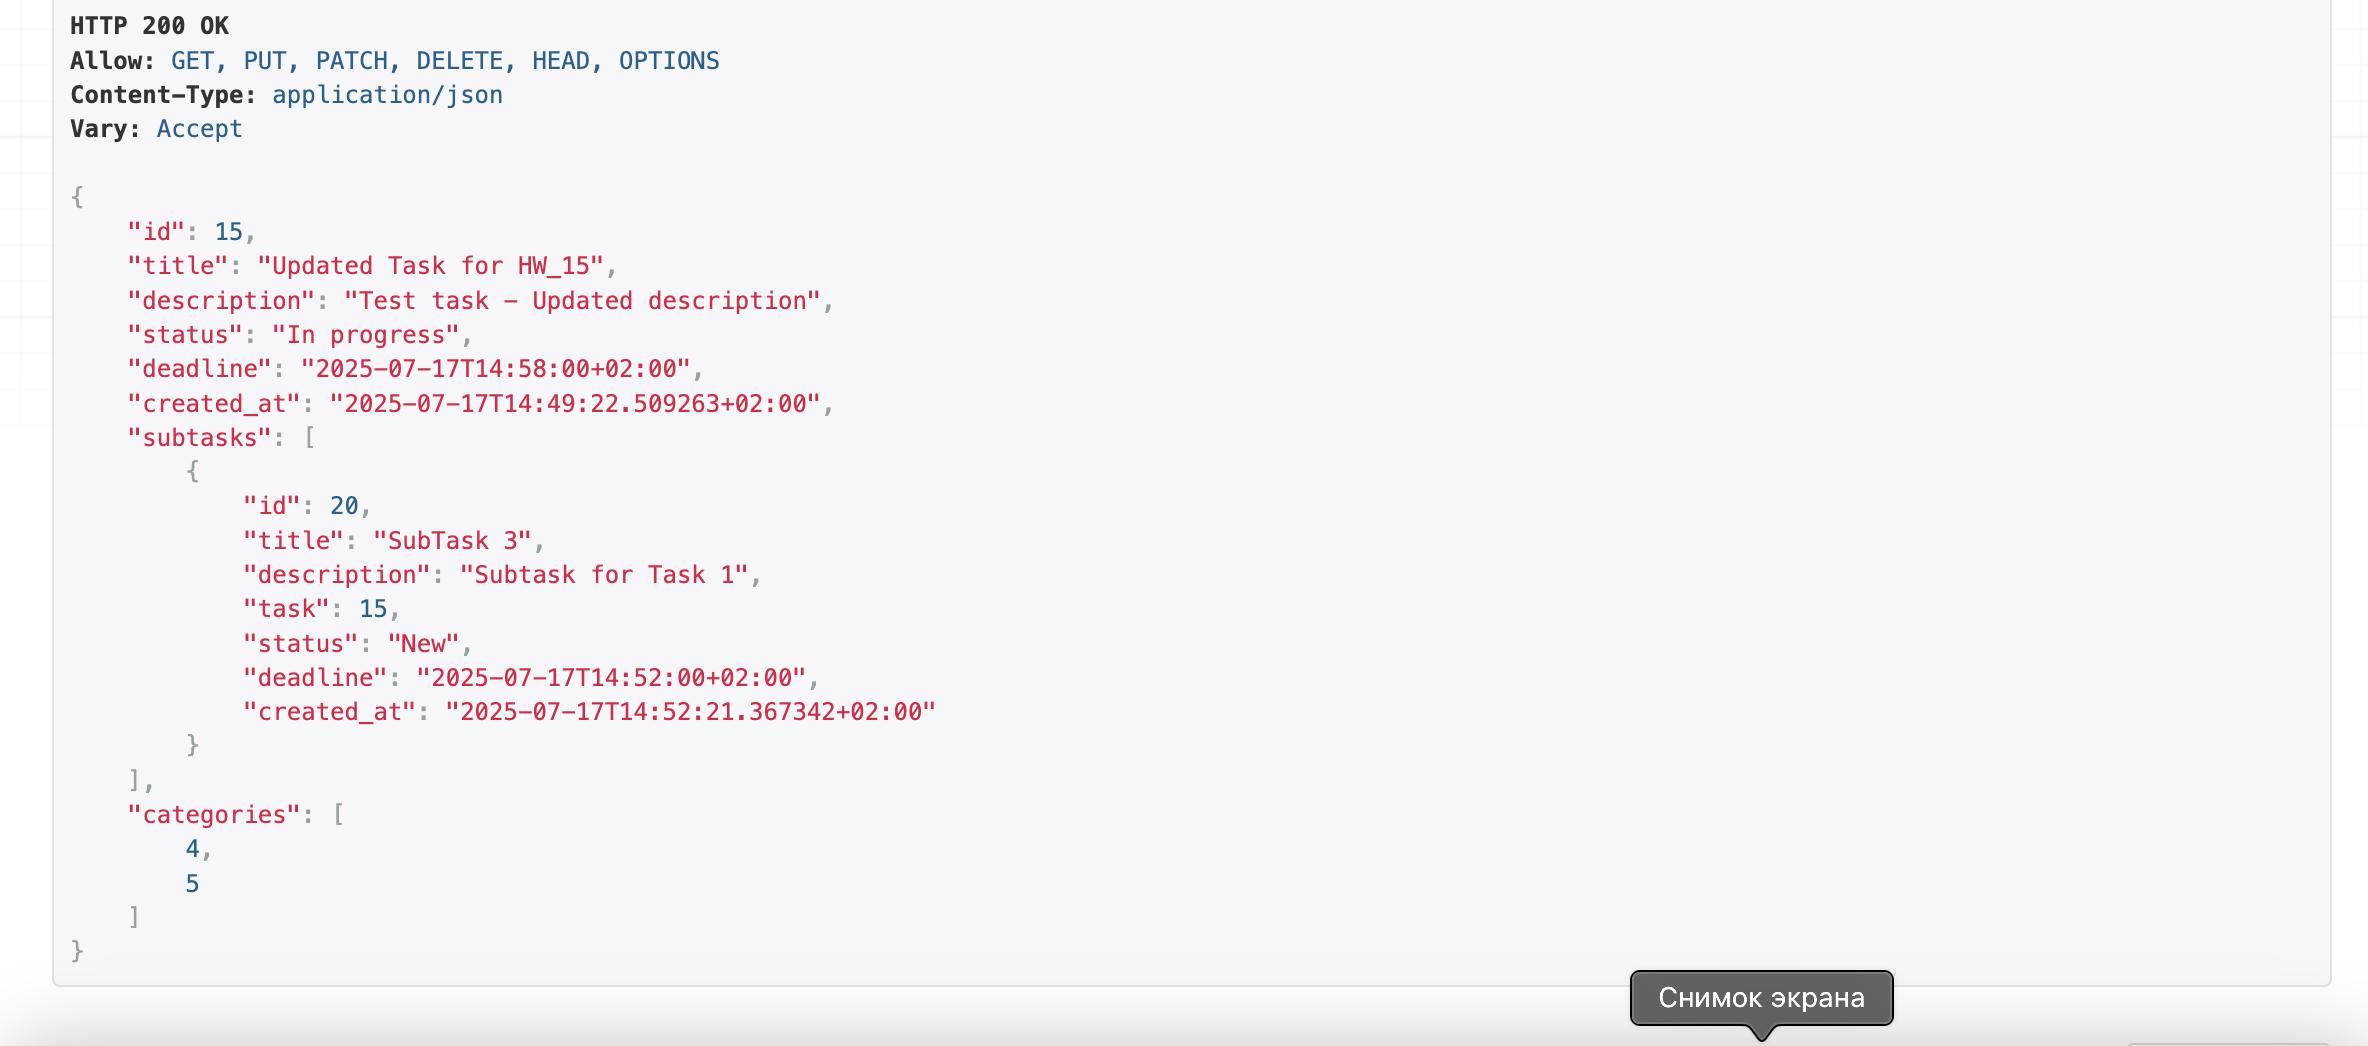 HTTP 200 OK
Allow: GET, PUT, PATCH, DELETE, HEAD, OPTIONS
Content-Type: application/json
Vary: Accept
{
    "id": 15,
    "title": "Updated Task for HW_15",
    "description": "Test task – Updated description",
    "status": "In progress",
    "deadline": "2025-07-17T14:58:00+02:00",
    "created_at": "2025-07-17T14:49:22.509263+02:00",
    "subtasks": [
        {
            "id": 20,
            "title": "SubTask 3",
            "description": "Subtask for Task 1",
            "task": 15,
            "status": "New",
            "deadline": "2025-07-17T14:52:00+02:00",
            "created_at": "2025-07-17T14:52:21.367342+02:00"
        }
    ],
    "categories": [
        4,
        5
    ]
}
Снимок экрана